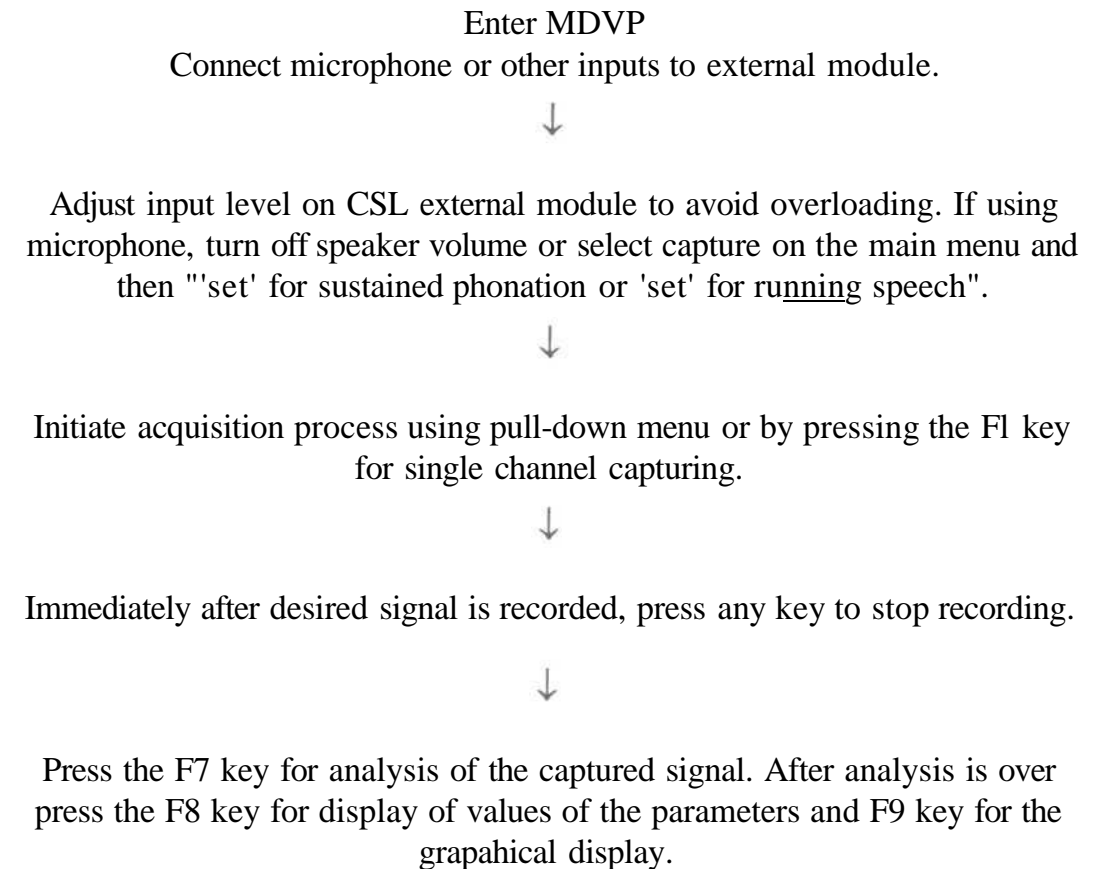 Enter MDVP
Connect microphone or other inputs to external module.
↓
Adjust input level on CSL external module to avoid overloading. If using
microphone, turn off speaker volume or select capture on the main menu and
then "'set' for sustained phonation or 'set' for running speech".
↓
Initiate acquisition process using pull-down menu or by pressing the Fl key
for single channel capturing.
↓
Immediately after desired signal is recorded, press any key to stop recording.
↓
Press the F7 key for analysis of the captured signal. After analysis is over
press the F8 key for display of values of the parameters and F9 key for the
grapahical display.